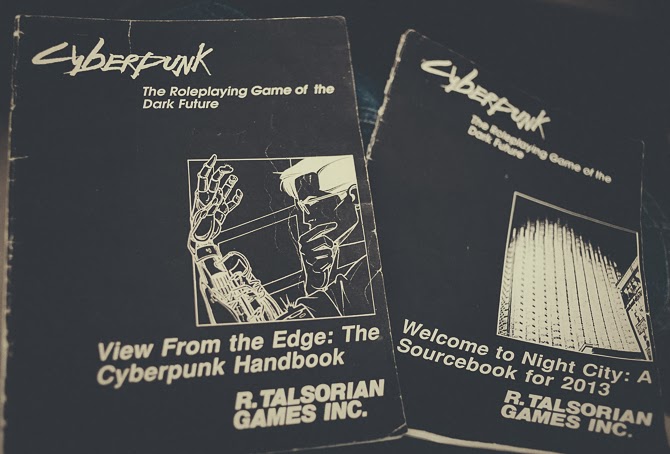 Cyberpunk
The Roleplaying Game of the
Dark Future
View From the Edge: The
Cyberpunk Handbook
R. TALSORIAN
GAMES INC.
Cyberpunk
The Roleplaying Game of the
Dark Future
Welcome to Night City: A
Sourcebook for 2013
R. TALSORIAN
GAMES INC.